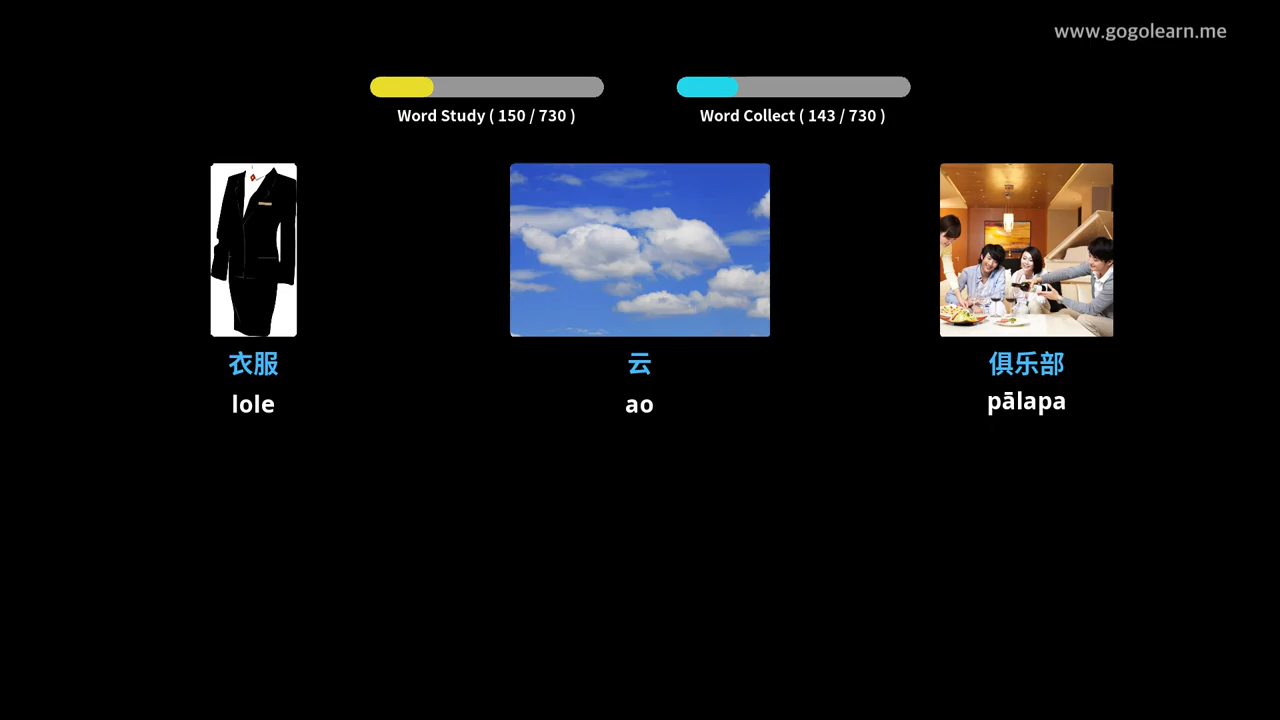 www.gogolearn.me
Word Study ( 150 / 730 )
Word Collect ( 143 / 730 )
衣服
云
俱乐部
lole
ao
pālapa